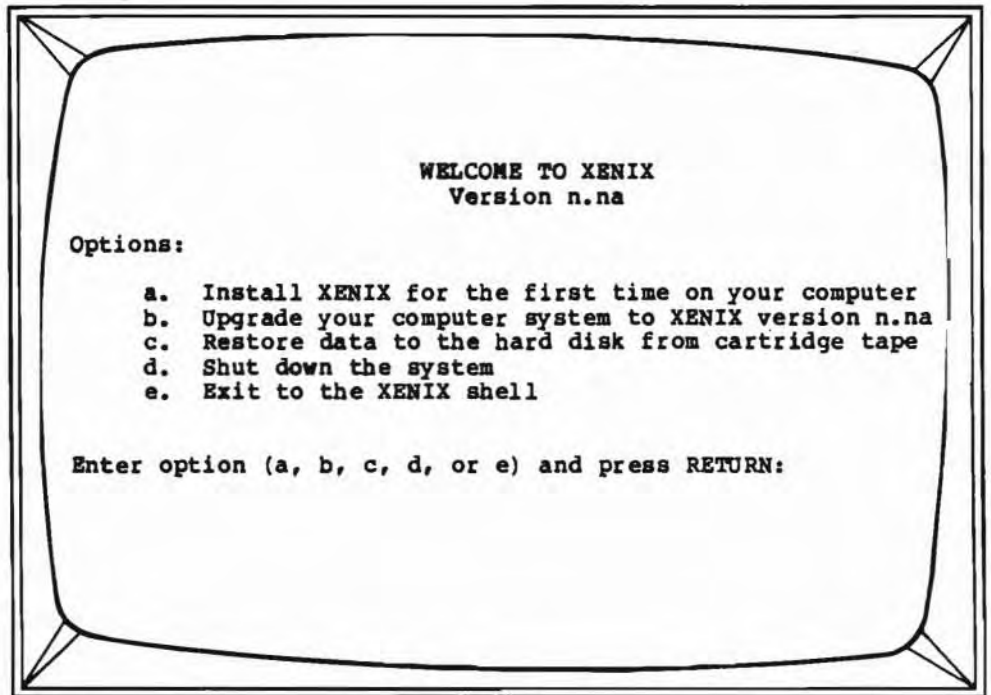 WELCOME TO XENIX
Version n.na
Options:
a. Install XENIX for the first time on your computer
b. Upgrade your computer system to XENIX version n.na
c. Restore data to the hard disk from cartridge tape
d. Shut down the system
e. Exit to the XENIX shell
Enter option (a, b, c, d, or e) and press RETURN: